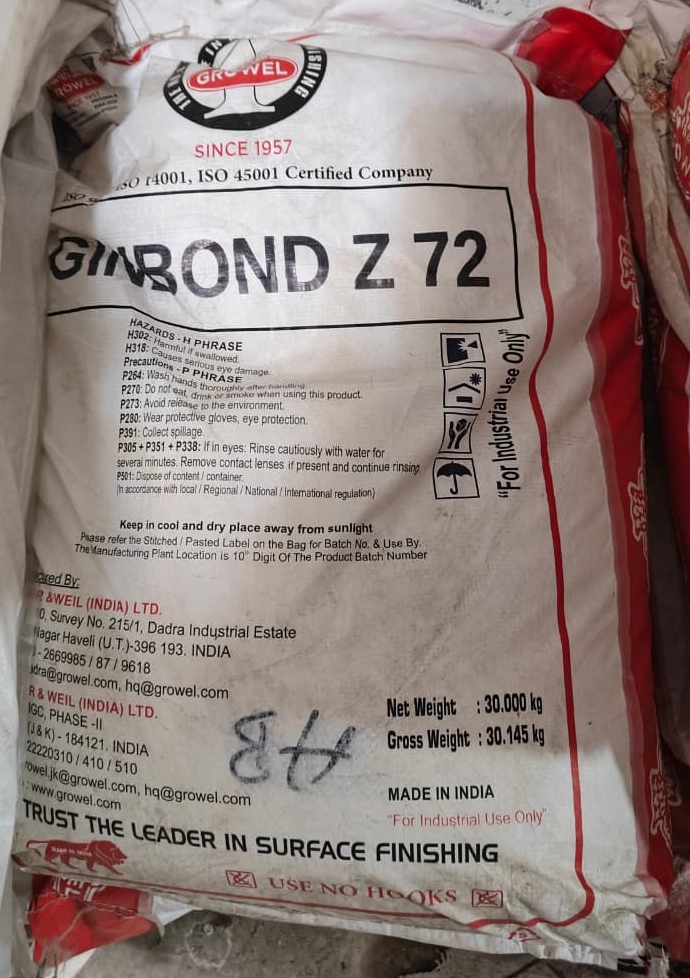 GROWEL
SINCE 1957
ISO 14001, ISO 45001 Certified Company
GINBOND Z 72
HAZARDS - H PHRASE
H302: Harmful if swallowed.
H318: Causes serious eye damage.
Precautions - P PHRASE
P264: Wash hands thoroughly after handling.
P270: Do not eat, drink or smoke when using this product.
P273: Avoid release to the environment.
P280: Wear protective gloves, eye protection.
P391: Collect spillage.
P305 + P351 + P338: If in eyes: Rinse cautiously with water for
several minutes. Remove contact lenses if present and continue rinsing
P501: Dispose of content / container.
(In accordance with local / Regional / National / International regulation)
"For Industrial Use Only"
Keep in cool and dry place away from sunlight
Please refer the Stitched / Pasted Label on the Bag for Batch No. & Use By.
The Manufacturing Plant Location is 10" Digit Of The Product Batch Number
By:
& WEIL (INDIA) LTD.
Survey No. 215/1, Dadra Industrial Estate
Nagar Haveli (U.T.)-396 193. INDIA
- 2669985 / 87 / 9618
hq@growel.com
R & WEIL (INDIA) LTD.
IGC, PHASE -II
(J & K) - 184121. INDIA
22220310 / 410 / 510
hq@growel.com
: www.growel.com
Net Weight : 30.000 kg
Gross Weight : 30.145 kg
MADE IN INDIA
"For Industrial Use Only"
TRUST THE LEADER IN SURFACE FINISHING
USE NO HOOKS